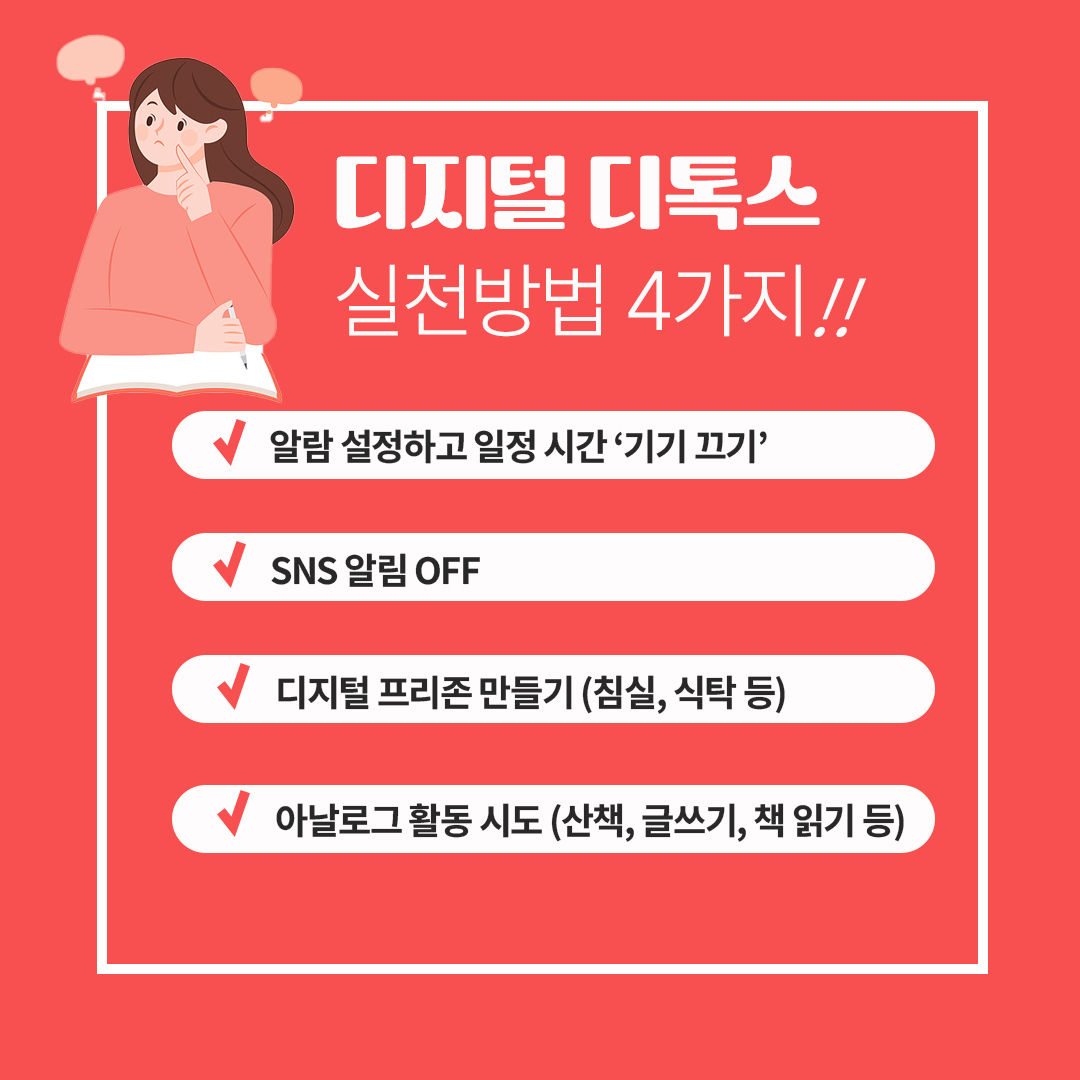 디지털 디톡스
실천방법 4가지!!
알람 설정하고 일정 시간 ‘기기 끄기’
SNS 알림 OFF
디지털 프리존 만들기 (침실, 식탁 등)
아날로그 활동 시도 (산책, 글쓰기, 책 읽기 등)